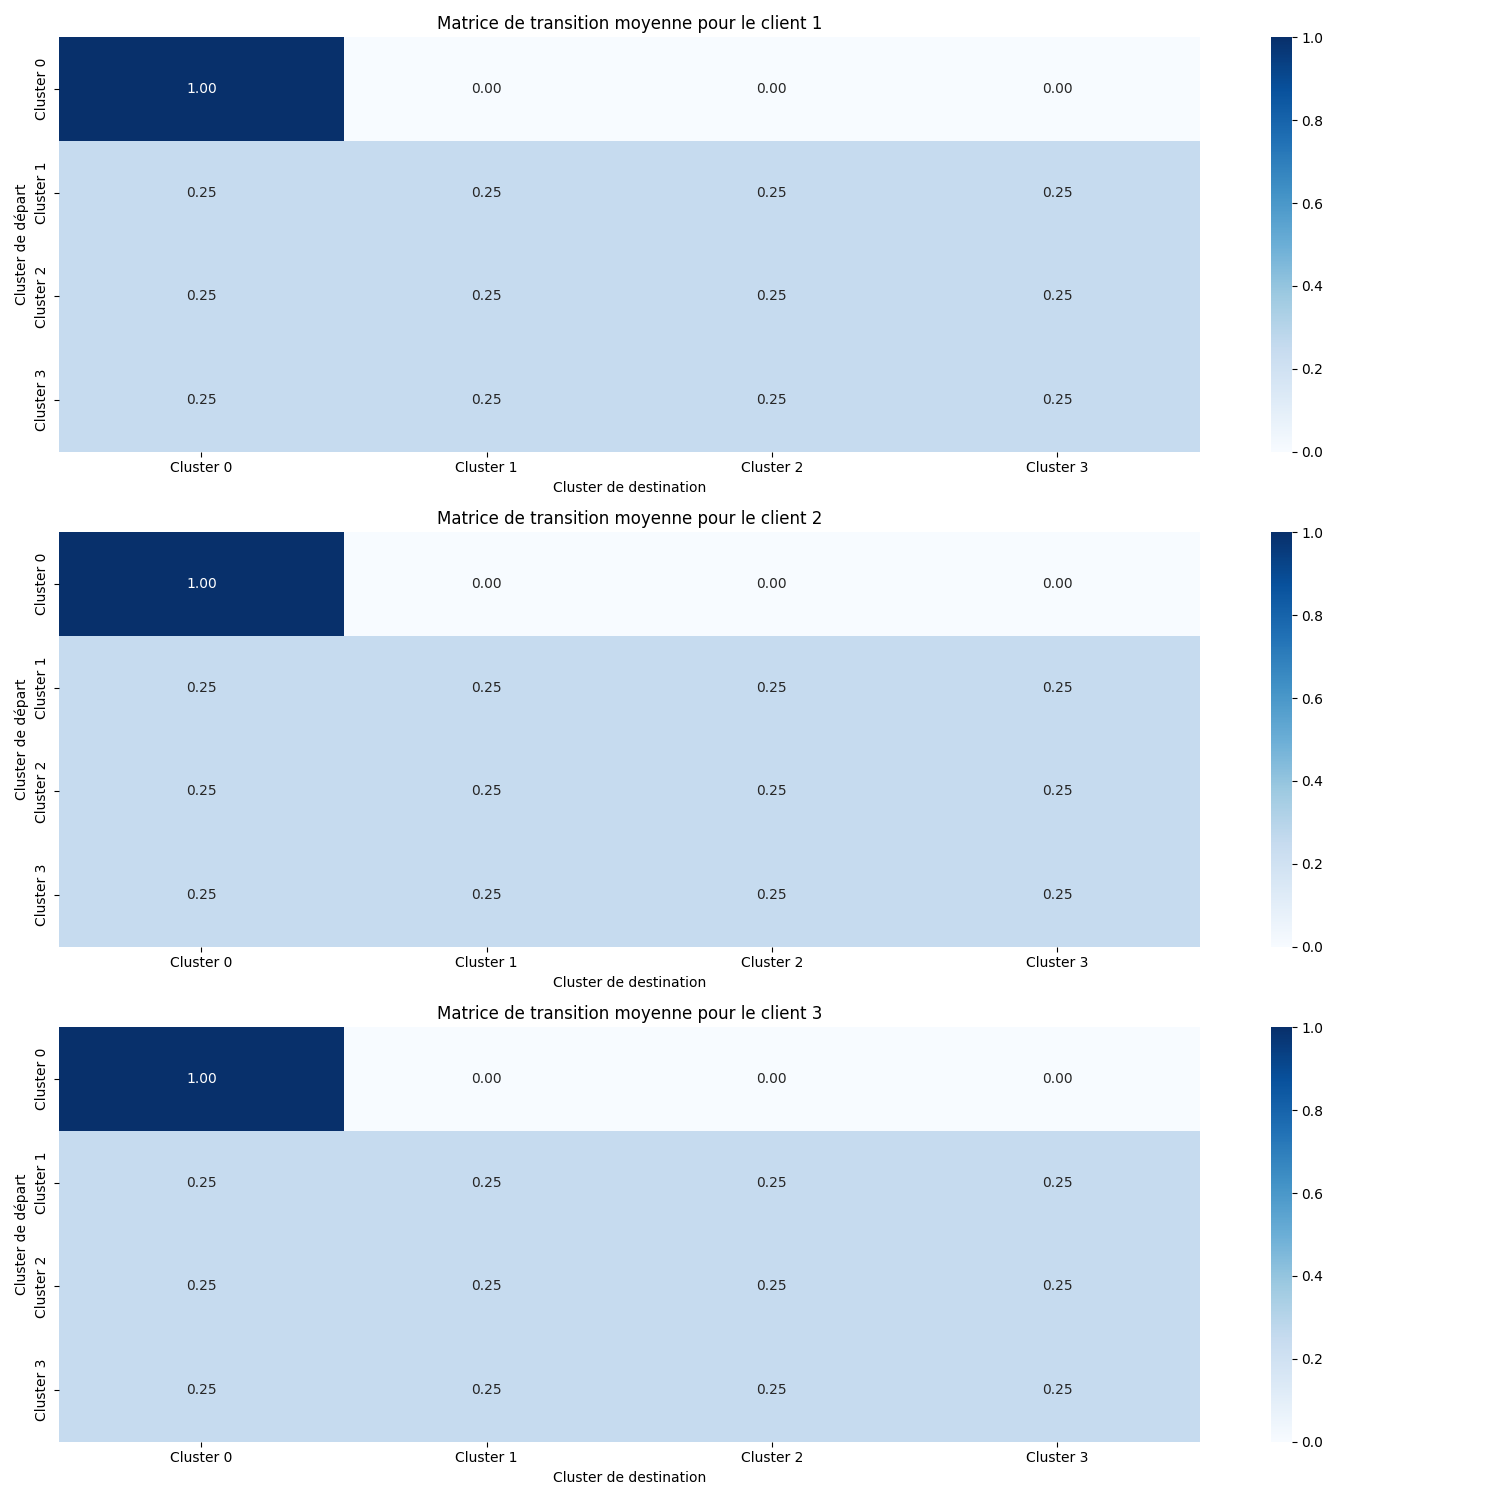 Matrice de transition moyenne pour le client 1
1.0
Cluster 0
1.00 0.00 0.00 0.00
0.8
Cluster 1
0.25 0.25 0.25 0.25
0.6
Cluster de départ
Cluster 2
0.25 0.25 0.25 0.25
0.4
Cluster 3
0.25 0.25 0.25 0.25
0.2
0.0
Cluster 0 Cluster 1 Cluster 2 Cluster 3
Cluster de destination
Matrice de transition moyenne pour le client 2
1.0
Cluster 0
1.00 0.00 0.00 0.00
0.8
Cluster 1
0.25 0.25 0.25 0.25
0.6
Cluster de départ
Cluster 2
0.25 0.25 0.25 0.25
0.4
Cluster 3
0.25 0.25 0.25 0.25
0.2
0.0
Cluster 0 Cluster 1 Cluster 2 Cluster 3
Cluster de destination
Matrice de transition moyenne pour le client 3
1.0
Cluster 0
1.00 0.00 0.00 0.00
0.8
Cluster 1
0.25 0.25 0.25 0.25
0.6
Cluster de départ
Cluster 2
0.25 0.25 0.25 0.25
0.4
Cluster 3
0.25 0.25 0.25 0.25
0.2
0.0
Cluster 0 Cluster 1 Cluster 2 Cluster 3
Cluster de destination